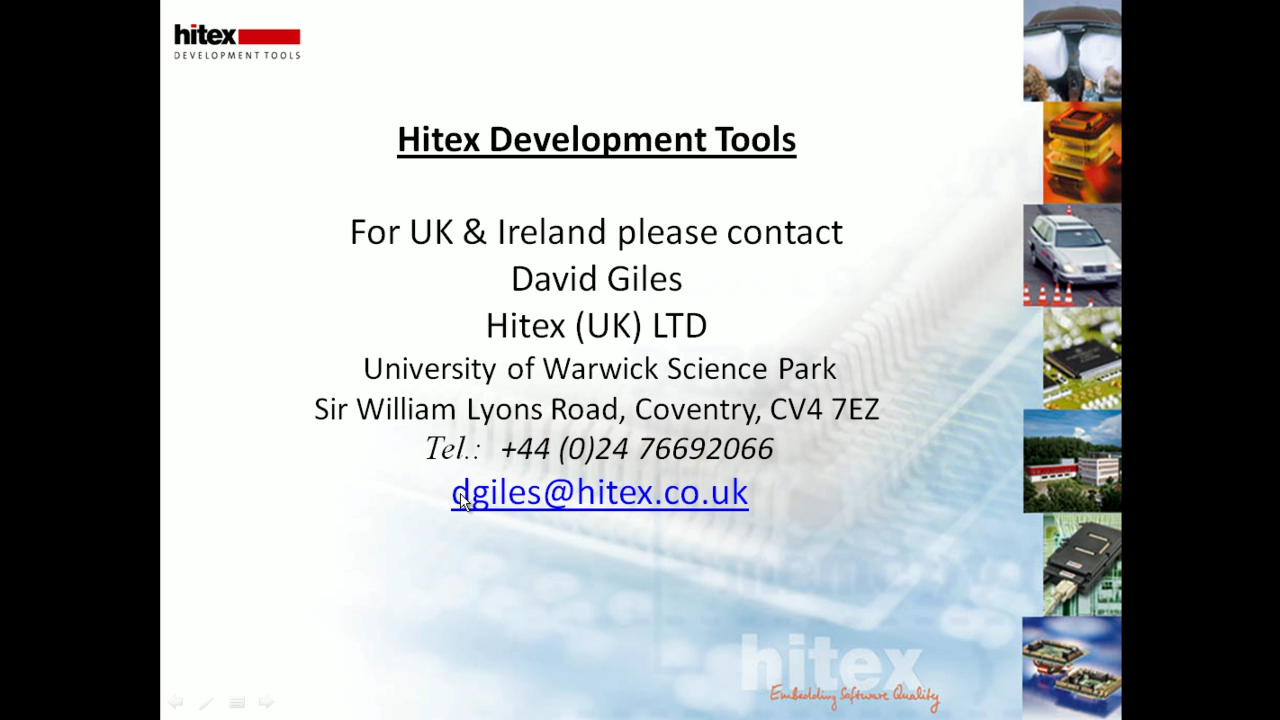 hitex
DEVELOPMENT TOOLS
Hitex Development Tools
For UK & Ireland please contact
David Giles
Hitex (UK) LTD
University of Warwick Science Park
Sir William Lyons Road, Coventry, CV4 7EZ
Tel.: +44 (0)24 76692066
dgiles@hitex.co.uk
hitex
Embedding Software Quality